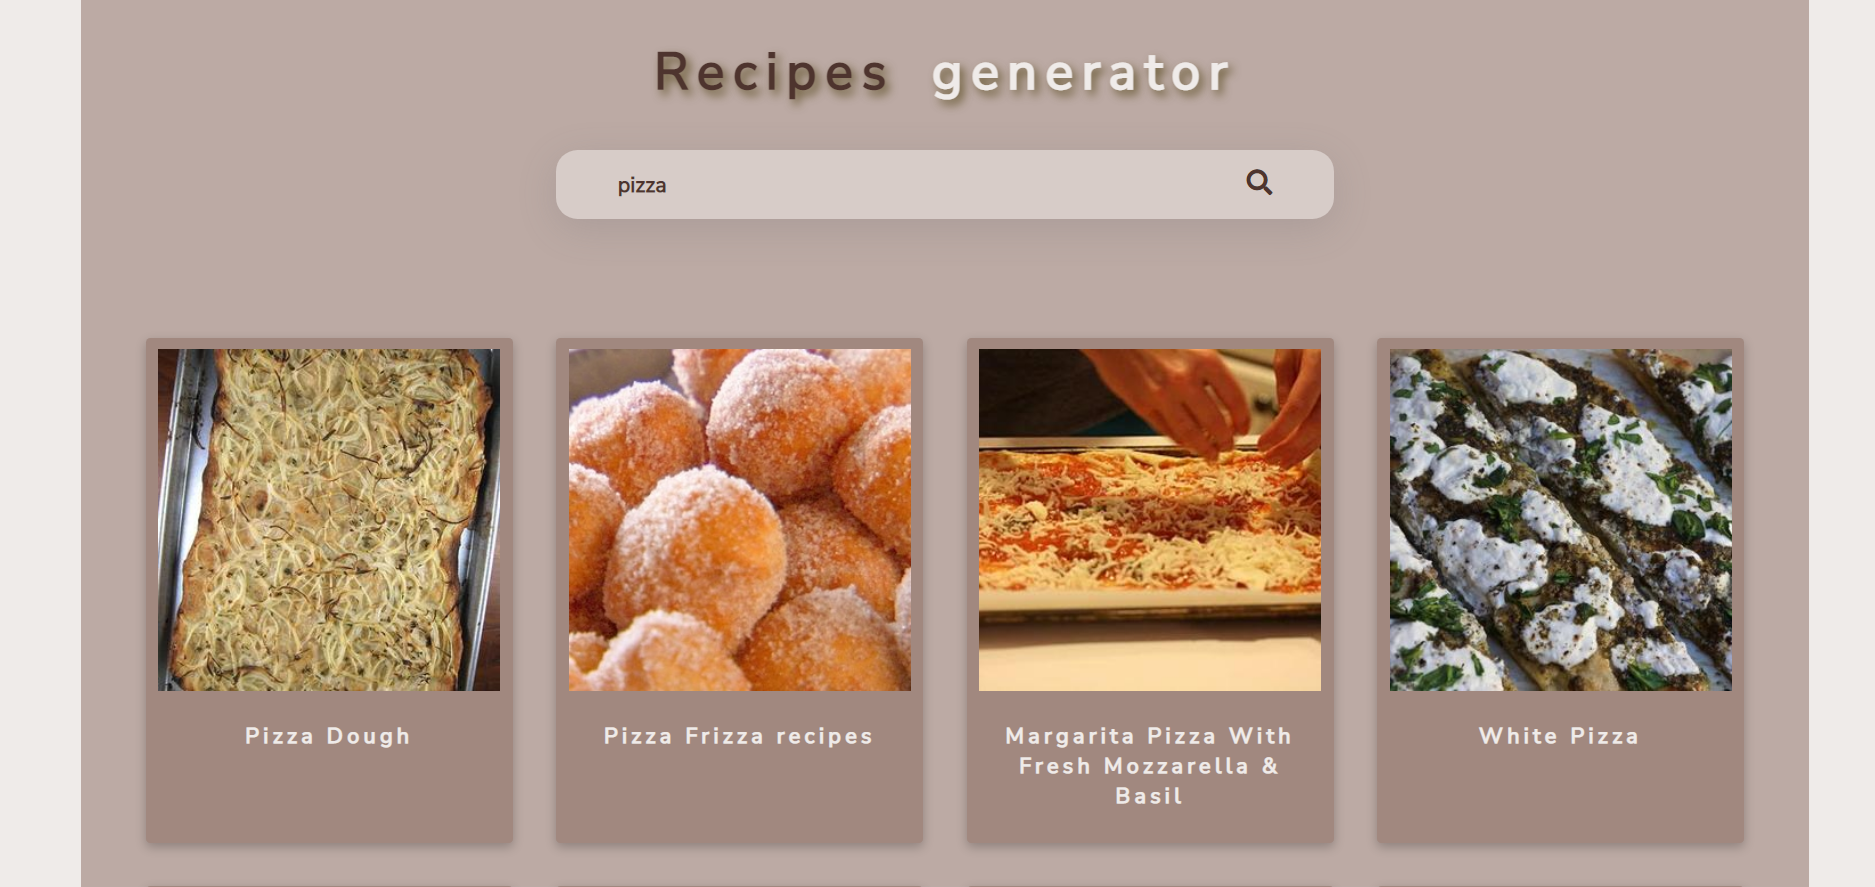 Recipes generator
pizza
Pizza Dough
Pizza Frizza recipes
Margarita Pizza With
Fresh Mozzarella &
Basil
White Pizza